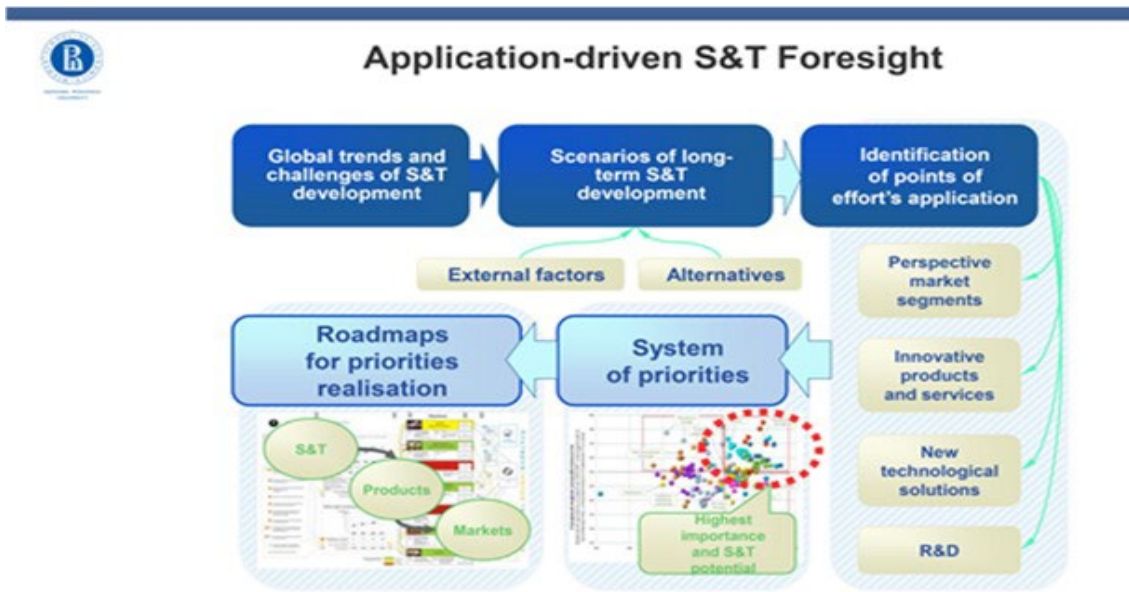 Application-driven S&T Foresight
Global trends and
challenges of S&T
development
Scenarios of long-
term S&T
development
Identification
of points of
effort's application
External factors
Alternatives
Perspective
market
segments
Innovative
products
and services
New
technological
solutions
R&D
System
of priorities
Highest
importance
and S&T
potential
Roadmaps
for priorities
realisation
S&T
Products
Markets